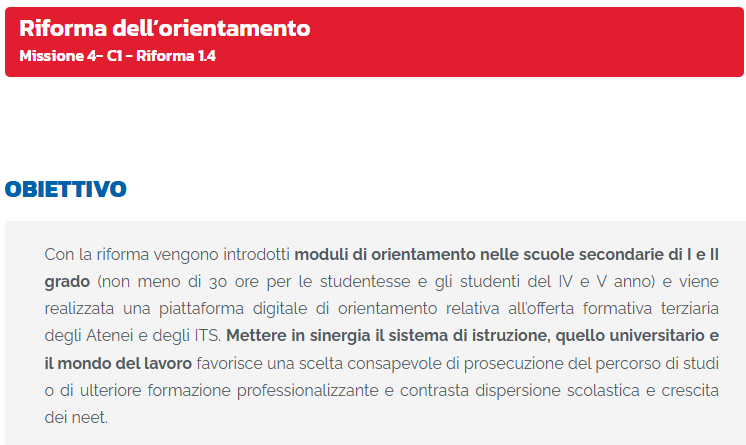 Riforma dell'orientamento
Missione 4- C1 - Riforma 1.4
OBIETTIVO
Con la riforma vengono introdotti moduli di orientamento nelle scuole secondarie di I e II
grado (non meno di 30 ore per le studentesse e gli studenti del IV e V anno) e viene
realizzata una piattaforma digitale di orientamento relativa all'offerta formativa terziaria
degli Atenei e degli ITS. Mettere in sinergia il sistema di istruzione, quello universitario e
il mondo del lavoro favorisce una scelta consapevole di prosecuzione del percorso di studi
o di ulteriore formazione professionalizzante e contrasta dispersione scolastica e crescita
dei neet.